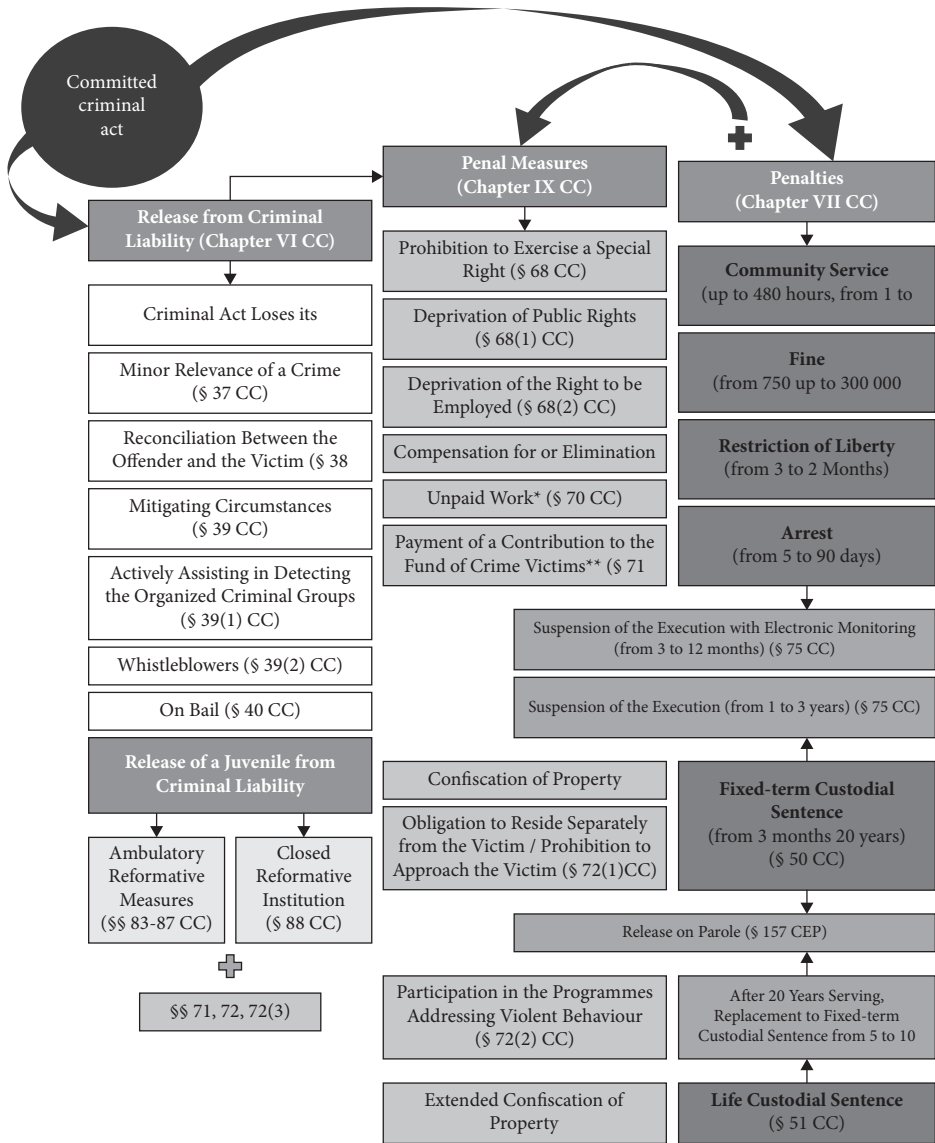 Committed
criminal
act
Release from Criminal
Liability (Chapter VI CC)
Criminal Act Loses its
Minor Relevance of a Crime
(§ 37 CC)
Reconciliation Between the
Offender and the Victim (§ 38
Mitigating Circumstances
(§ 39 CC)
Actively Assisting in Detecting
the Organized Criminal Groups
(§ 39(1) CC)
Whistleblowers (§ 39(2) CC)
On Bail (§ 40 CC)
Release of a Juvenile from
Criminal Liability
Ambulatory
Reformative
Measures
(§§ 83-87 CC)
Closed
Reformative
Institution
(§ 88 CC)
§§ 71, 72, 72(3)
Penal Measures
(Chapter IX CC)
Prohibition to Exercise a Special
Right (§ 68 CC)
Deprivation of Public Rights
(§ 68(1) CC)
Deprivation of the Right to be
Employed (§ 68(2) CC)
Compensation for or Elimination
Unpaid Work* (§ 70 CC)
Payment of a Contribution to the
Fund of Crime Victims** (§ 71
Confiscation of Property
Obligation to Reside Separately
from the Victim / Prohibition to
Approach the Victim (§ 72(1)CC)
Participation in the Programmes
Addressing Violent Behaviour
(§ 72(2) CC)
Extended Confiscation of
Property
Penalties
(Chapter VII CC)
Community Service
(up to 480 hours, from 1 to
Fine
(from 750 up to 300 000
Restriction of Liberty
(from 3 to 2 Months)
Arrest
(from 5 to 90 days)
Suspension of the Execution with Electronic Monitoring
(from 3 to 12 months) (§ 75 CC)
Suspension of the Execution (from 1 to 3 years) (§ 75 CC)
Fixed-term Custodial
Sentence
(from 3 months 20 years)
(§ 50 CC)
Release on Parole (§ 157 CEP)
After 20 Years Serving,
Replacement to Fixed-term
Custodial Sentence from 5 to 10
Life Custodial Sentence
(§ 51 CC)